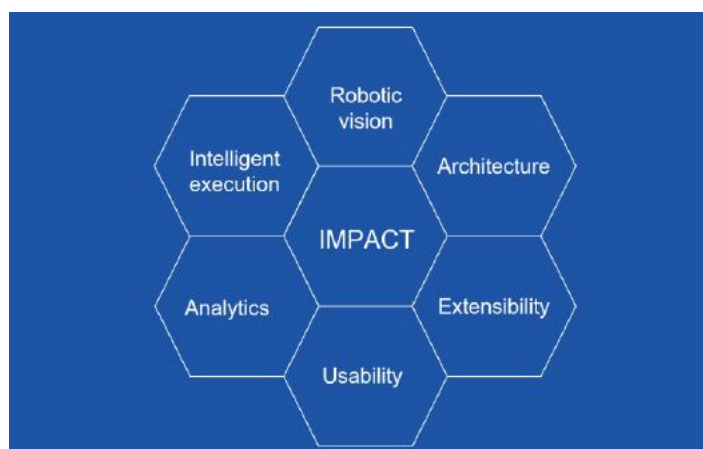 Robotic
vision
Intelligent
execution
Architecture
IMPACT
Analytics
Extensibility
Usability